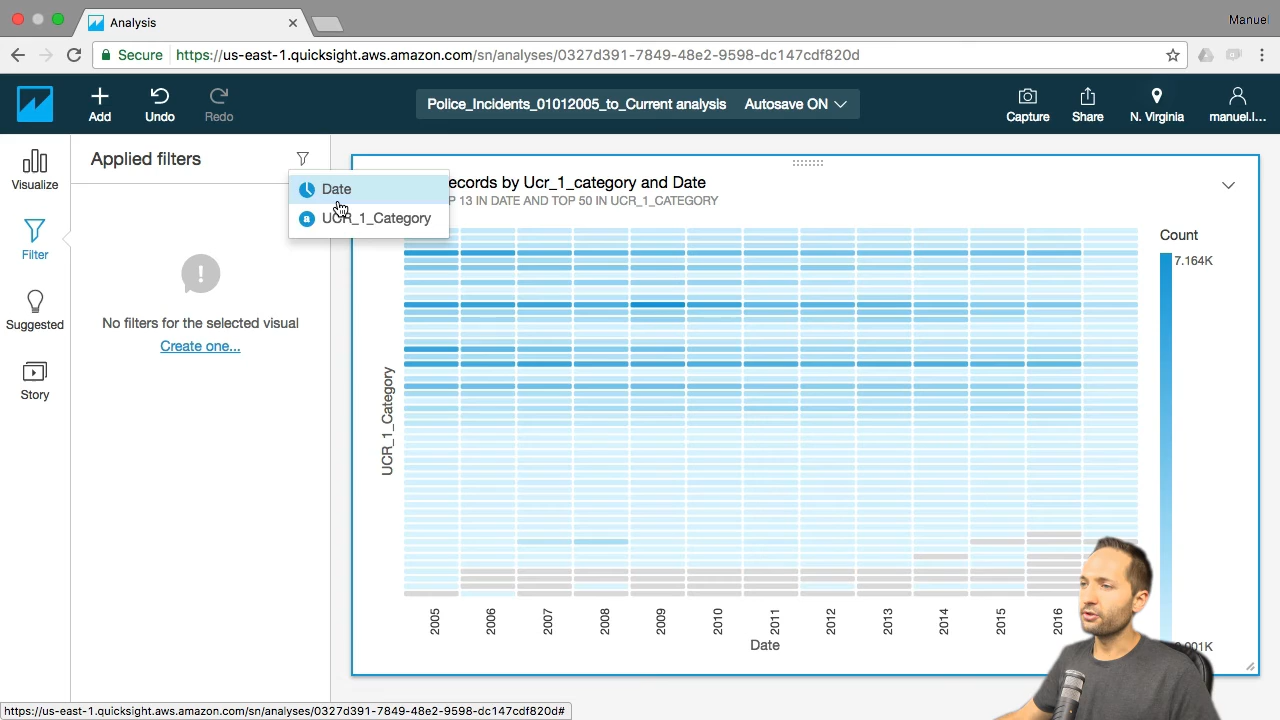 Analysis
Manuel
Secure
https://us-east-1.quicksight.aws.amazon.com/sn/analyses/0327d391-7849-48e2-9598-dc147cdf820d
Add
Undo
Redo
Police_Incidents_01012005_to_Current analysis
Autosave ON
Capture
Share
N. Virginia
manuel.l...
Visualize
Filter
Suggested
Story
Applied filters
Date
a
UCR_1_Category
No filters for the selected visual
Create one...
ecords by Ucr_1_category and Date
P 13 IN DATE AND TOP 50 IN UCR_1_CATEGORY
Count
7.164K
001K
UCR_1_Category
2005
2006
2007
2008
2009
2010
2011
2012
2013
2014
2015
2016
Date
https://us-east-1.quicksight.aws.amazon.com/sn/analyses/0327d391-7849-48e2-9598-dc147cdf820d#